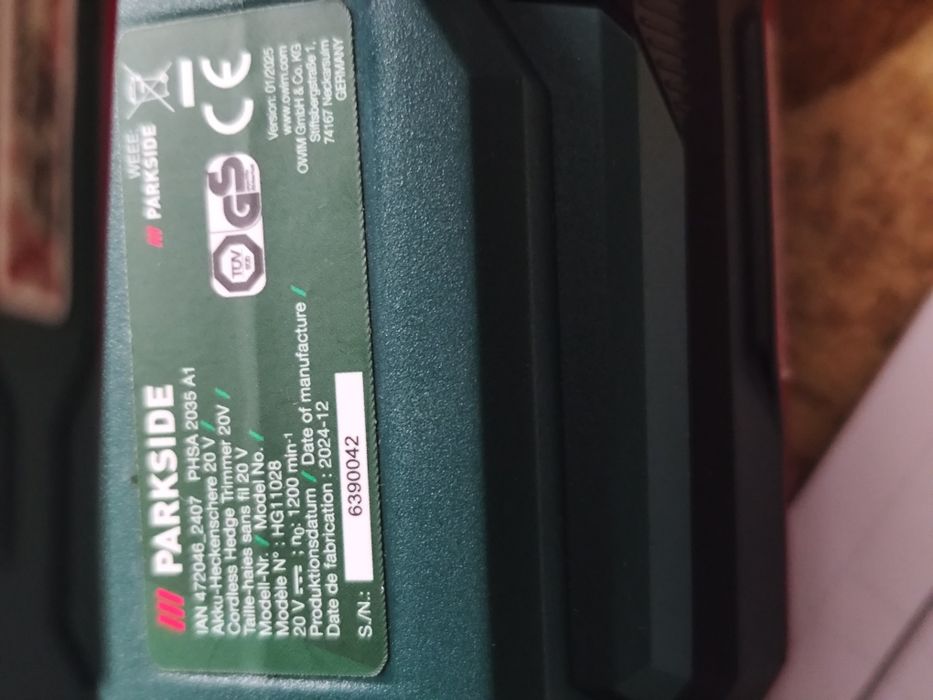 PARKSIDE
IAN 472046_2407 PHSA 2035 A1
Akku-Heckenschere 20 V /
Cordless Hedge Trimmer 20V /
Taille-haies sans fil 20 V
Modell-Nr. / Model No. /
Modèle N° : HG11028
20 V ⎓ ; n₀: 1200 min⁻¹
Produktionsdatum / Date of manufacture /
Date de fabrication : 2024-12
S./N.: 6390042
WEEE:
PARKSIDE
TÜV
SÜD
GS
CE
Version: 01/2025
www.owim.com
OWIM GmbH & Co. KG
Stiftsbergstraße 1,
74167 Neckarsulm
GERMANY